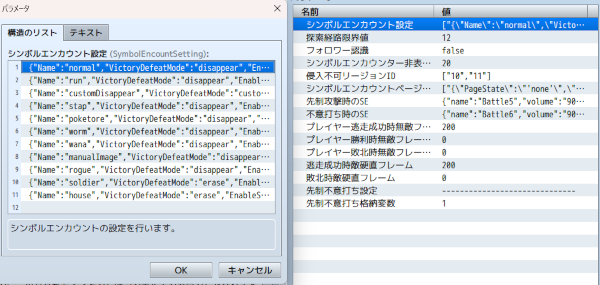 パラメータ
構造のリスト
テキスト
シンボルエンカウント設定 (SymbolEncountSetting):
1 {"Name":"normal","VictoryDefeatMode":"disappear","En…
2 {"Name":"run","VictoryDefeatMode":"disappear","Enabl…
3 {"Name":"customDisappear","VictoryDefeatMode":"custo…
4 {"Name":"stap","VictoryDefeatMode":"disappear","Enab…
5 {"Name":"poketore","VictoryDefeatMode":"disappear","…
6 {"Name":"worm","VictoryDefeatMode":"disappear","Enab…
7 {"Name":"wana","VictoryDefeatMode":"disappear","Enab…
8 {"Name":"manualImage","VictoryDefeatMode":"disappear…
9 {"Name":"rogue","VictoryDefeatMode":"disappear","Ena…
10 {"Name":"soldier","VictoryDefeatMode":"erase","Enabl…
11 {"Name":"house","VictoryDefeatMode":"erase","EnableS…
12
シンボルエンカウントの設定を行います。
OK
キャンセル
名前 値
シンボルエンカウント設定 ["{\"Name\":\"normal\",\"Victo…
探索経路限界値 12
フォロワー認識 false
シンボルエンカウンター非表… 20
侵入不可リージョンID ["10","11"]
シンボルエンカウントページ… ["{\"PageState\":\"'none'\",\"…
先制攻撃時のSE {"name":"Battle5","volume":"90…
不意打ち時のSE {"name":"Battle6","volume":"90…
プレイヤー逃走成功時無敵フ… 200
プレイヤー勝利時無敵フレー… 0
プレイヤー敗北時無敵フレー… 0
逃走成功時敵硬直フレーム 200
敗北時敵硬直フレーム 0
先制不意打ち設定 ------------------------------
先制不意打ち格納変数 1